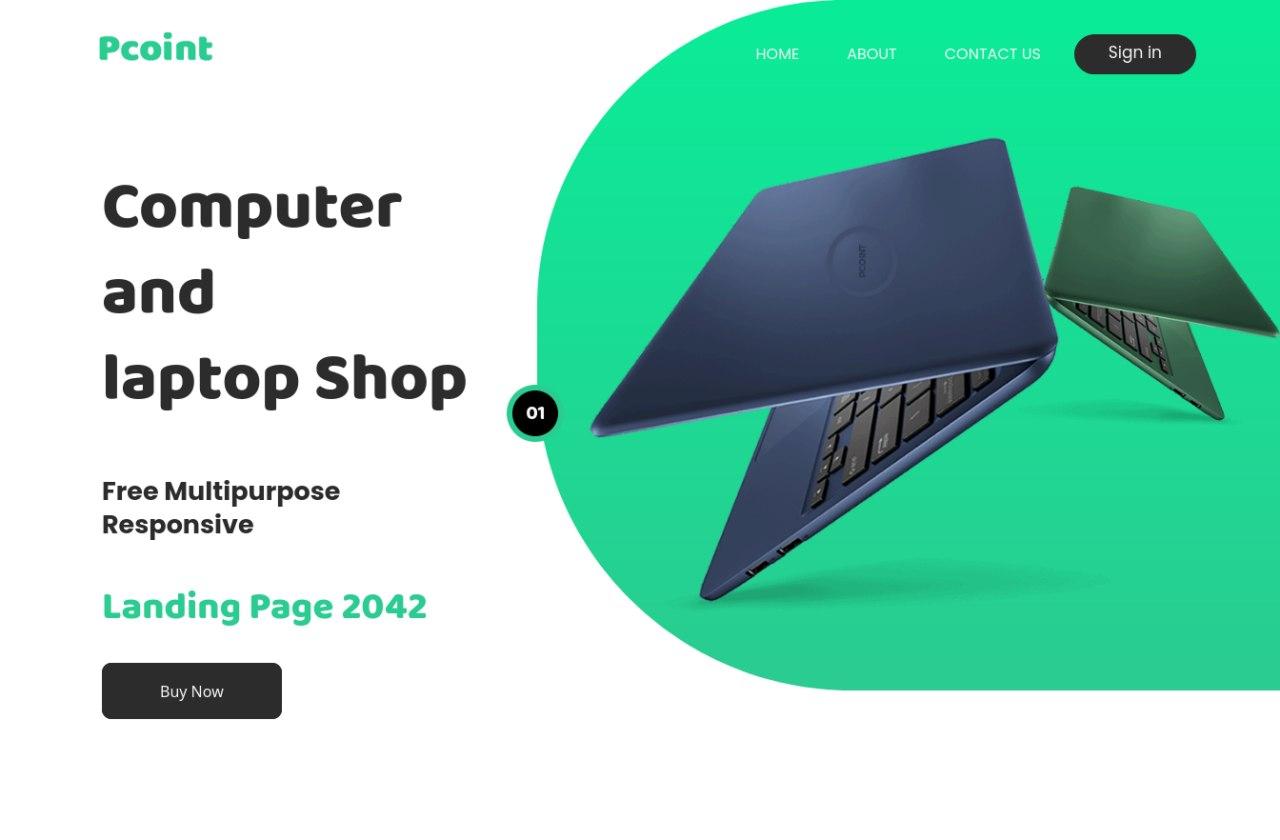 Pcoint
HOME
ABOUT
CONTACT US
Sign in
Computer
and
laptop Shop
PCOINT
01
Free Multipurpose
Responsive
Landing Page 2042
Buy Now